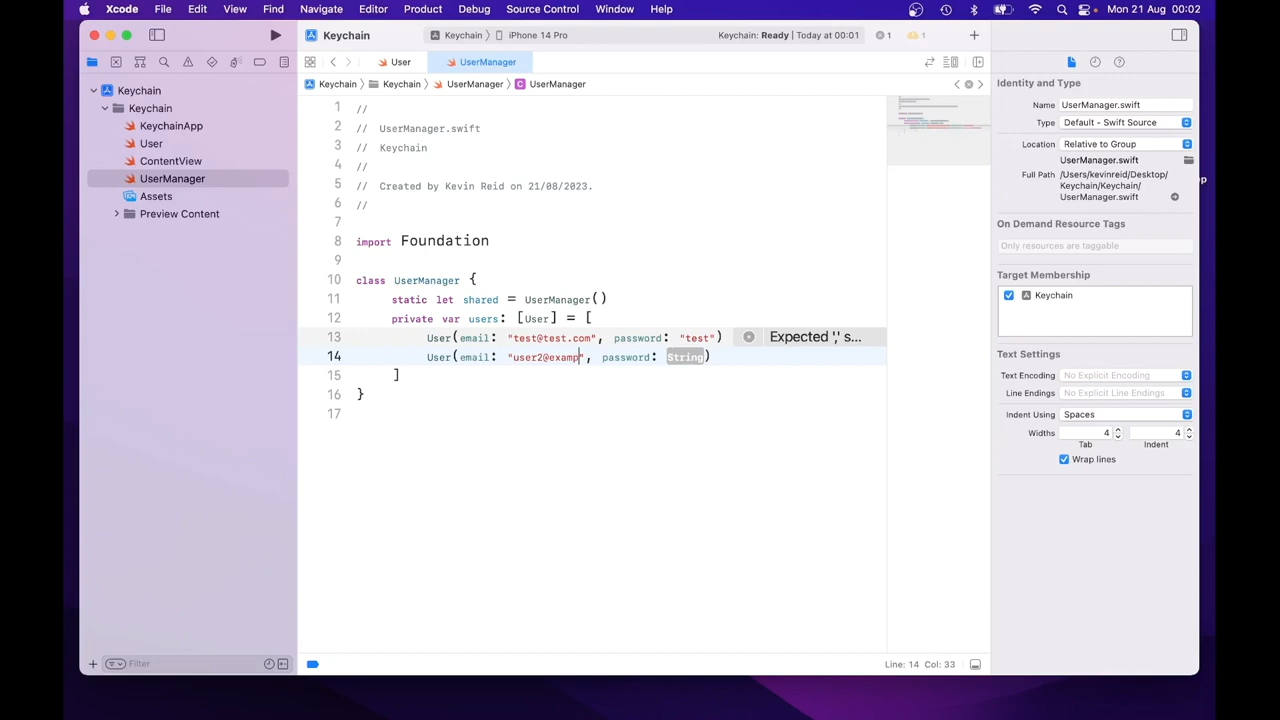 Xcode File Edit View Find Navigate Editor Product Debug Source Control Window Help Mon 21 Aug 00:02
Keychain Keychain iPhone 14 Pro Keychain: Ready | Today at 00:01 1 1
User UserManager
Keychain Keychain UserManager C UserManager
Keychain
Keychain
KeychainApp
User
ContentView
UserManager
Assets
Preview Content
Filter
1 //
2 // UserManager.swift
3 // Keychain
4 //
5 // Created by Kevin Reid on 21/08/2023.
6 //
7
8 import Foundation
9
10 class UserManager {
11 static let shared = UserManager()
12 private var users: [User] = [
13 User(email: "test@test.com", password: "test") Expected ',' s...
14 User(email: "user2@examp", password: String)
15 ]
16 }
17
Line: 14 Col: 33
Identity and Type
Name UserManager.swift
Type Default - Swift Source
Location Relative to Group
UserManager.swift
Full Path /Users/kevinreid/Desktop/
Keychain/Keychain/
UserManager.swift
On Demand Resource Tags
Only resources are taggable
Target Membership
Keychain
Text Settings
Text Encoding No Explicit Encoding
Line Endings No Explicit Line Endings
Indent Using Spaces
Widths 4 4
Tab Indent
Wrap lines